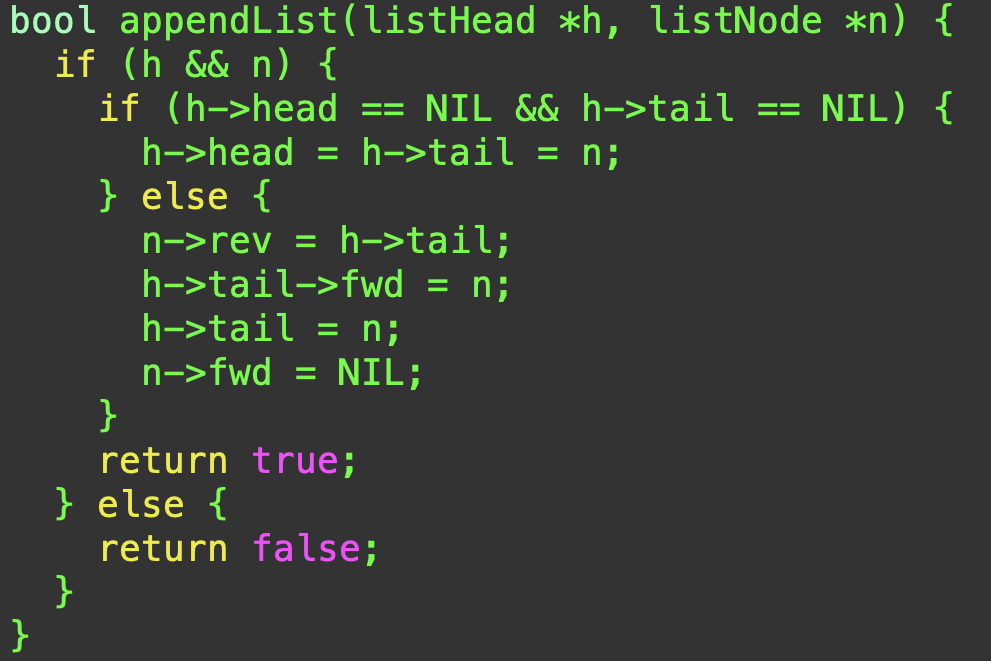 bool appendList(listHead *h, listNode *n) {
  if (h && n) {
    if (h->head == NIL && h->tail == NIL) {
      h->head = h->tail = n;
    } else {
      n->rev = h->tail;
      h->tail->fwd = n;
      h->tail = n;
      n->fwd = NIL;
    }
    return true;
  } else {
    return false;
  }
}